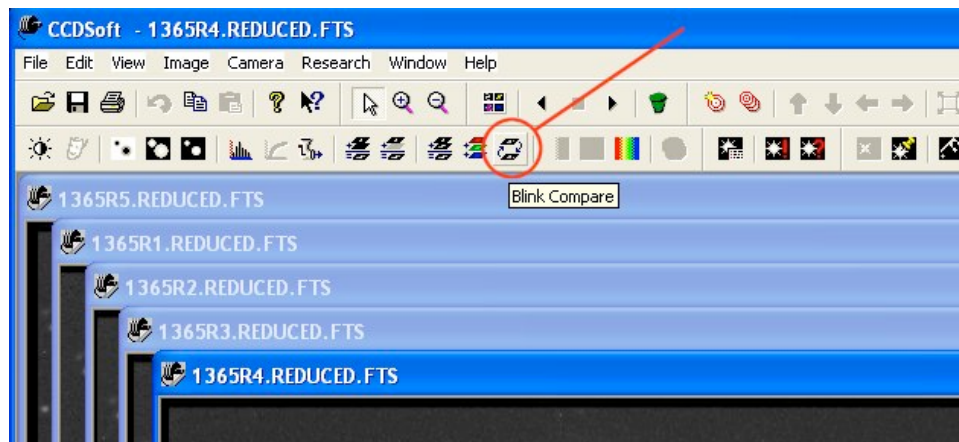 CCDSoft - 1365R4.REDUCED.FTS
File Edit View Image Camera Research Window Help
Blink Compare
1365R5.REDUCED.FTS
1365R1.REDUCED.FTS
1365R2.REDUCED.FTS
1365R3.REDUCED.FTS
1365R4.REDUCED.FTS